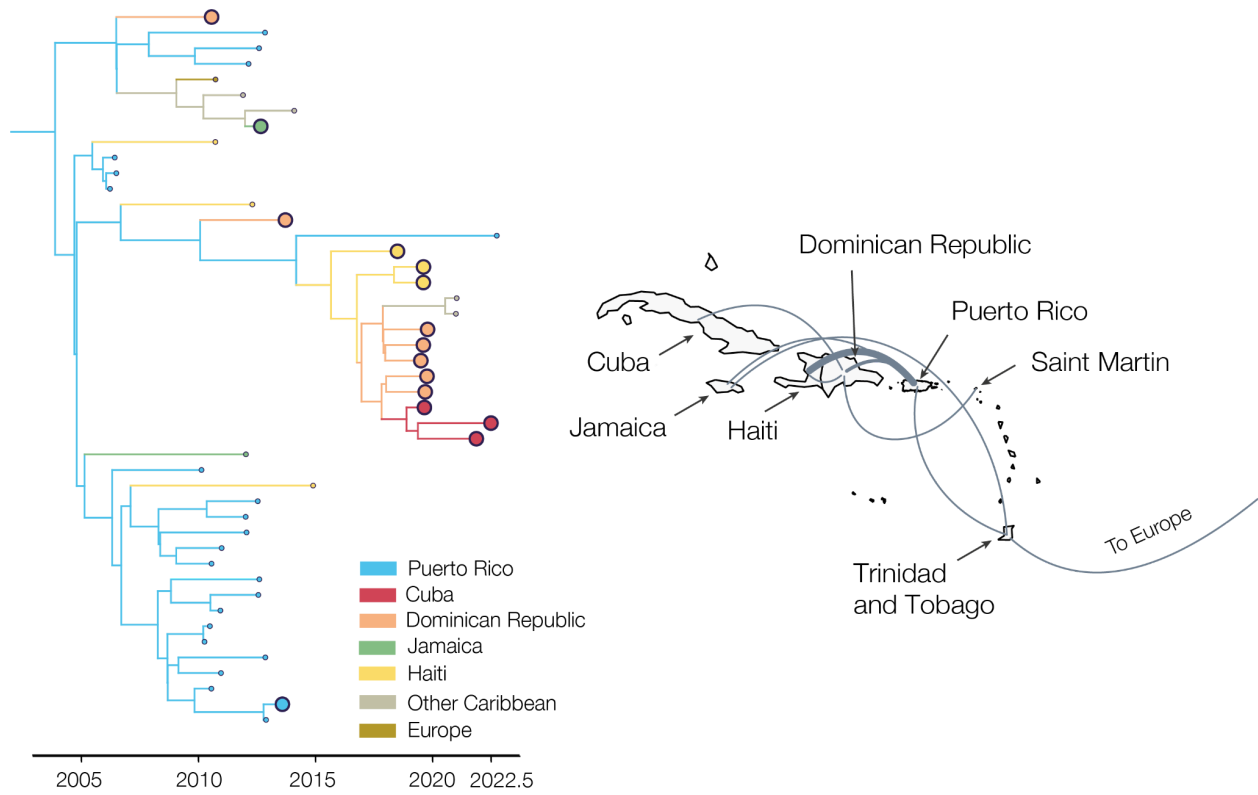 Dominican Republic
Puerto Rico
Saint Martin
Cuba
Jamaica
Haiti
To Europe
Trinidad
and Tobago
Puerto Rico
Cuba
Dominican Republic
Jamaica
Haiti
Other Caribbean
Europe
2005
2010
2015
2020
2022.5